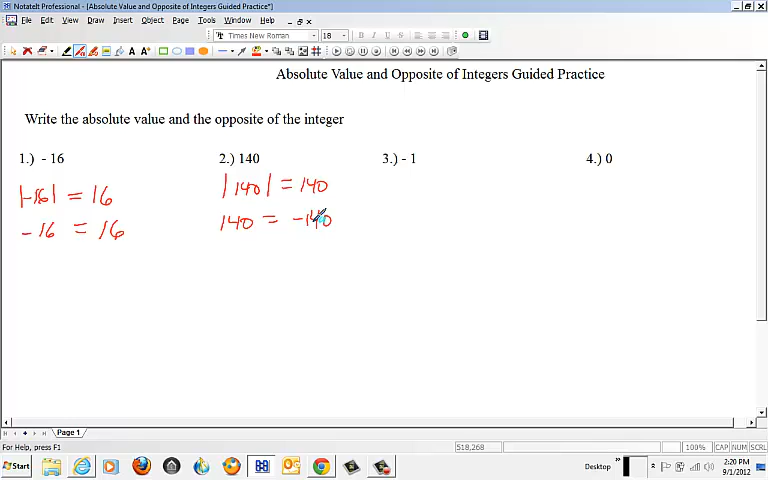 NotateIt Professional - [Absolute Value and Opposite of Integers Guided Practice*]
File Edit View Draw Insert Object Page Tools Window Help
Times New Roman 18 B I U
Absolute Value and Opposite of Integers Guided Practice
Write the absolute value and the opposite of the integer
1.) - 16 2.) 140 3.) - 1 4.) 0
|-16| = 16 |140| = 140
-16 = 16 140 = -140
Page 1
For Help, press F1 518,268 100% CAP NUM SCRL
Start Desktop » 2:20 PM
9/1/2012